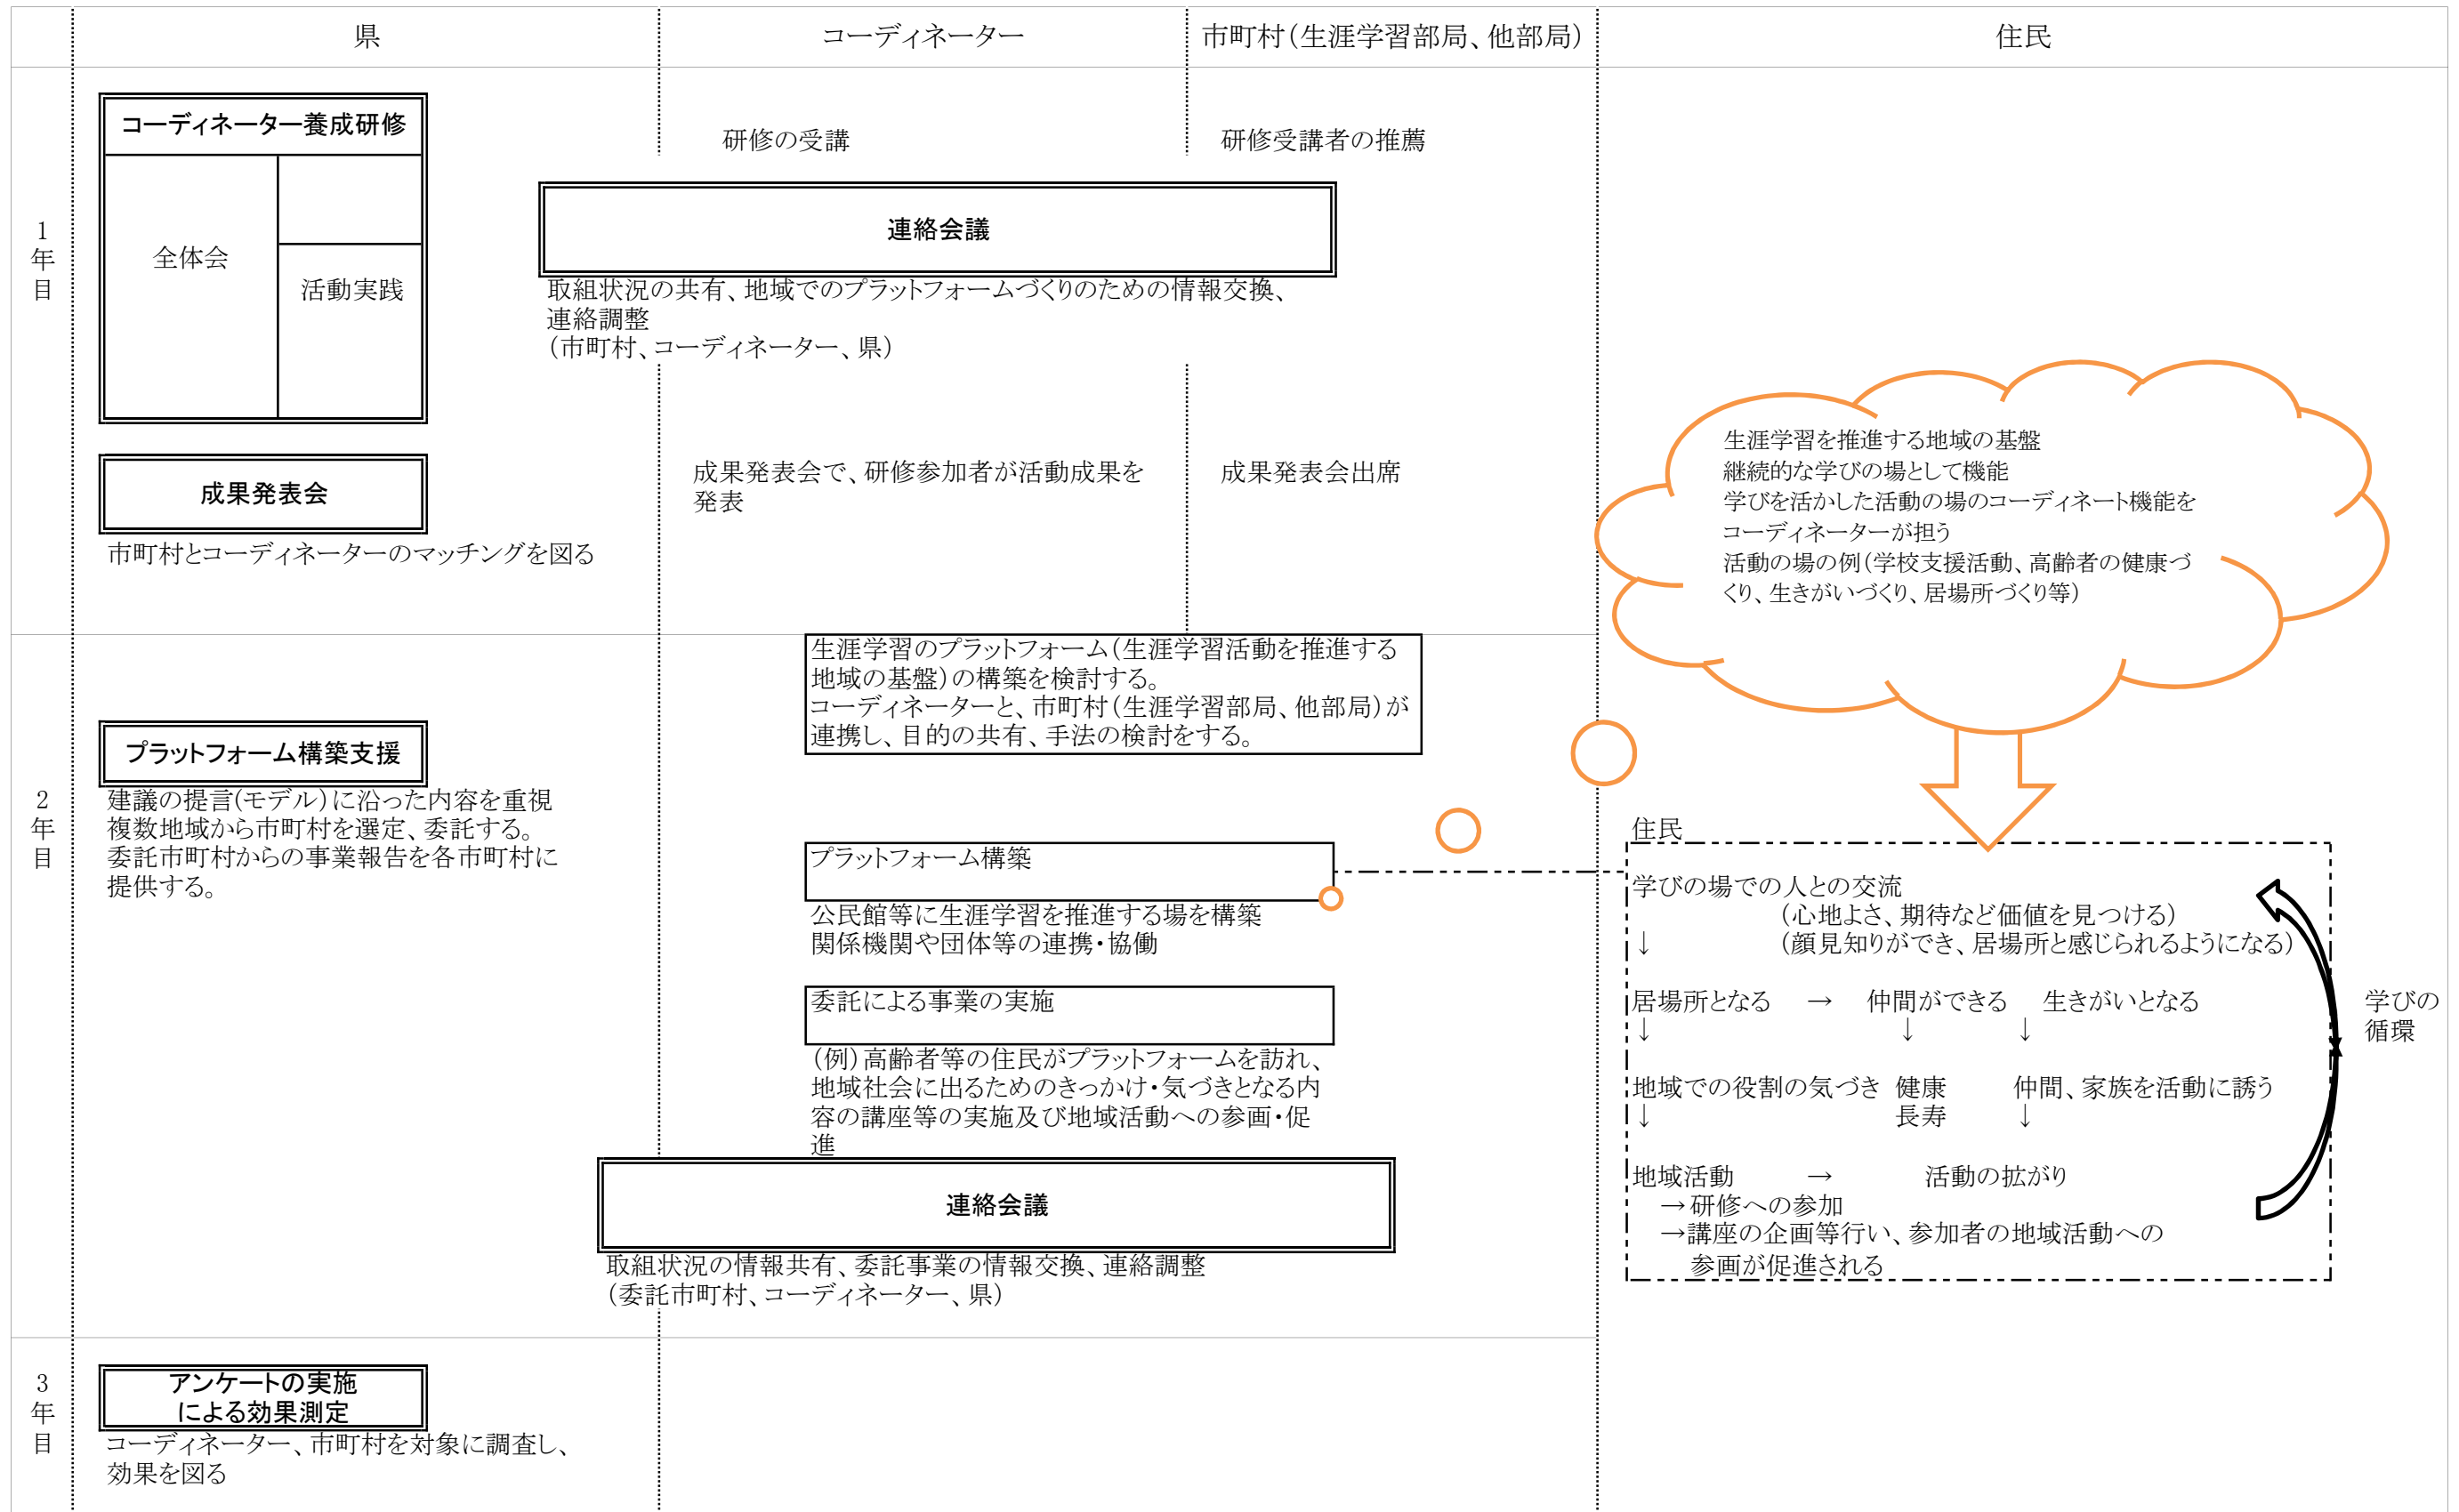 県
コーディネーター
市町村（生涯学習部局、他部局）
住民
1年目
コーディネーター養成研修
全体会
活動実践
研修の受講
研修受講者の推薦
連絡会議
取組状況の共有、地域でのプラットフォームづくりのための情報交換、
連絡調整
（市町村、コーディネーター、県）
成果発表会
市町村とコーディネーターのマッチングを図る
成果発表会で、研修参加者が活動成果を
発表
成果発表会出席
生涯学習を推進する地域の基盤
継続的な学びの場として機能
学びを活かした活動の場のコーディネート機能を
コーディネーターが担う
活動の場の例（学校支援活動、高齢者の健康づ
くり、生きがいづくり、居場所づくり等）
2年目
生涯学習のプラットフォーム（生涯学習活動を推進する
地域の基盤）の構築を検討する。
コーディネーターと、市町村（生涯学習部局、他部局）が
連携し、目的の共有、手法の検討をする。
プラットフォーム構築支援
建議の提言(モデル）に沿った内容を重視
複数地域から市町村を選定、委託する。
委託市町村からの事業報告を各市町村に
提供する。
プラットフォーム構築
公民館等に生涯学習を推進する場を構築
関係機関や団体等の連携・協働
委託による事業の実施
（例）高齢者等の住民がプラットフォームを訪れ、
地域社会に出るためのきっかけ・気づきとなる内
容の講座等の実施及び地域活動への参画・促
進
連絡会議
取組状況の情報共有、委託事業の情報交換、連絡調整
（委託市町村、コーディネーター、県）
住民
学びの場での人との交流
（心地よさ、期待など価値を見つける）
↓ （顔見知りができ、居場所と感じられるようになる）
居場所となる → 仲間ができる 生きがいとなる
↓ ↓ ↓
地域での役割の気づき 健康 仲間、家族を活動に誘う
↓ 長寿 ↓
地域活動 → 活動の拡がり
→研修への参加
→講座の企画等行い、参加者の地域活動への
参画が促進される
学びの
循環
3年目
アンケートの実施
による効果測定
コーディネーター、市町村を対象に調査し、
効果を図る